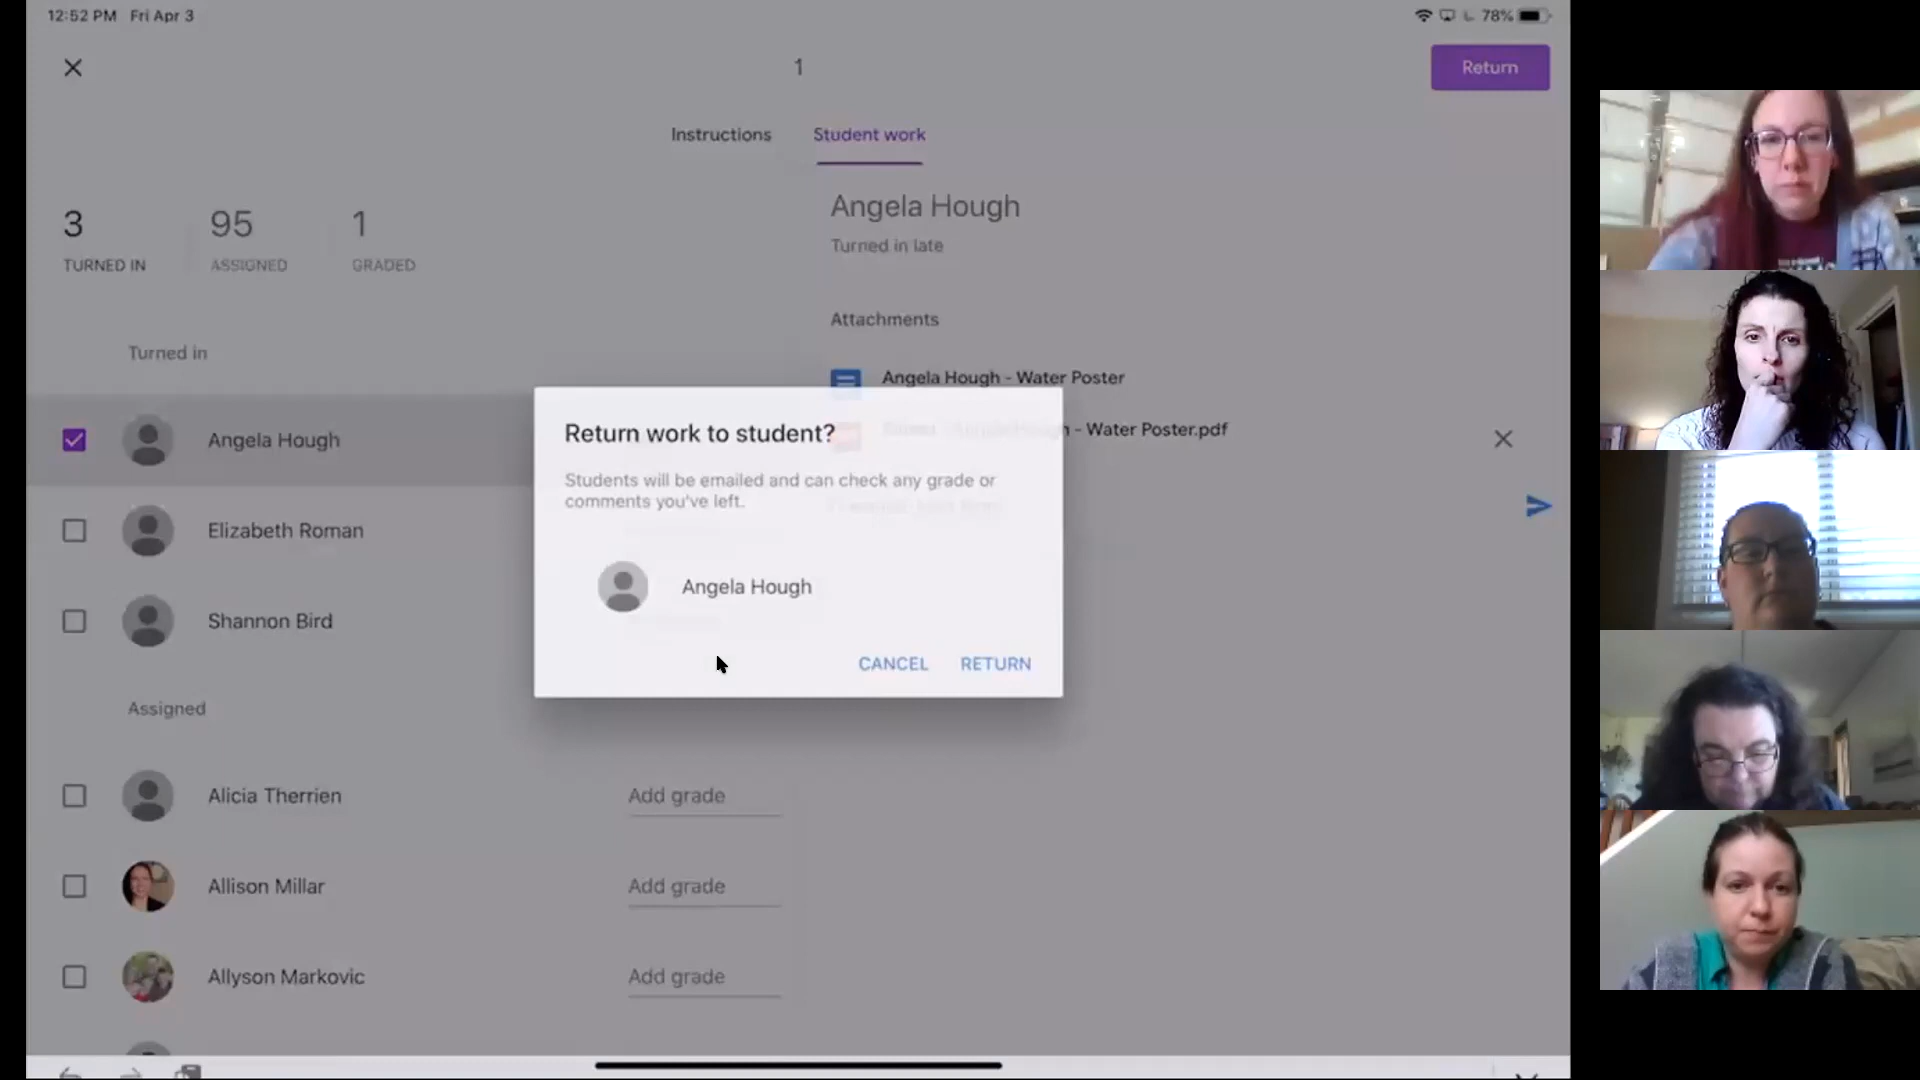 12:52 PM Fri Apr 3
78%
1
Return
Instructions
Student work
3
95
1
TURNED IN
ASSIGNED
GRADED
Angela Hough
Turned in late
Attachments
Turned in
Angela Hough - Water Poster
- Water Poster.pdf
Angela Hough
Return work to student?
Students will be emailed and can check any grade or
comments you've left.
Angela Hough
CANCEL
RETURN
Elizabeth Roman
Shannon Bird
Assigned
Alicia Therrien
Add grade
Allison Millar
Add grade
Allyson Markovic
Add grade